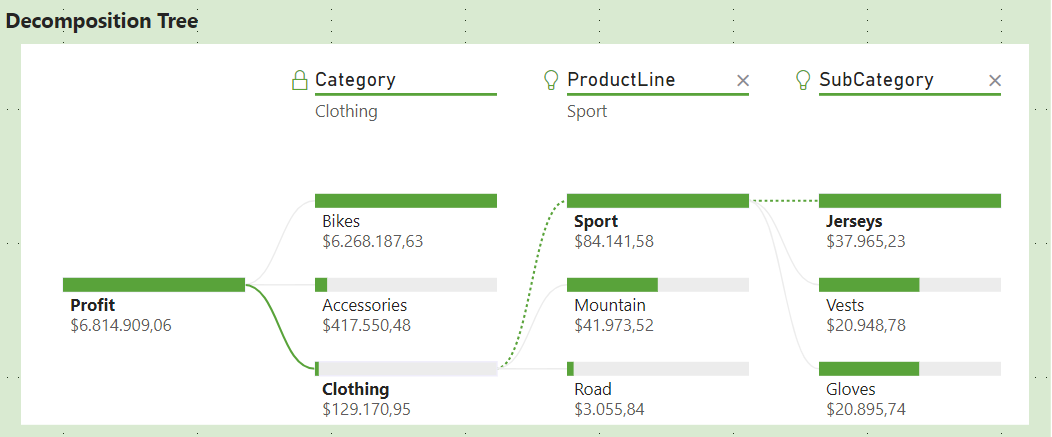 Decomposition Tree
Category
Clothing
ProductLine
Sport
SubCategory
Profit
$6.814.909,06
Bikes
$6.268.187,63
Accessories
$417.550,48
Clothing
$129.170,95
Sport
$84.141,58
Mountain
$41.973,52
Road
$3.055,84
Jerseys
$37.965,23
Vests
$20.948,78
Gloves
$20.895,74